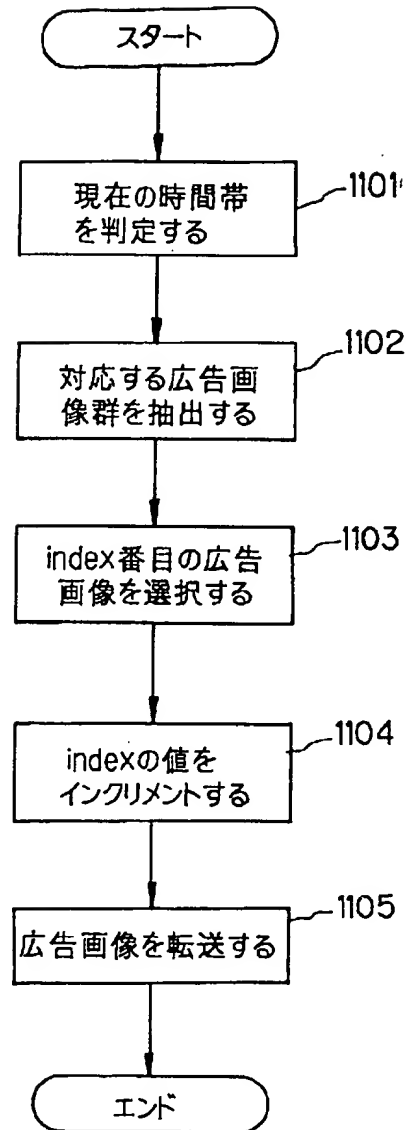 スタート
現在の時間帯
を判定する
1101
対応する広告画
像群を抽出する
1102
index番目の広告
画像を選択する
1103
indexの値を
インクリメントする
1104
広告画像を転送する
1105
エンド